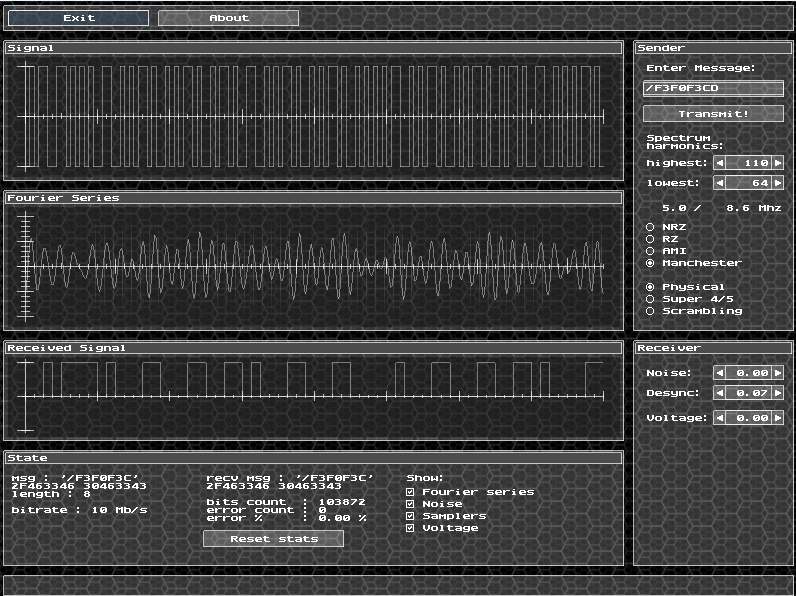 Exit
About
Signal
Sender
Enter Message:
/F3F0F3CD
Transmit!
Spectrum
harmonics:
highest: 110
lowest: 64
5.0 / 8.6 Mhz
NRZ
RZ
AMI
Manchester
Physical
Super 4/5
Scrambling
Fourier Series
Received Signal
Receiver
Noise: 0.00
Desync: 0.07
Voltage: 0.00
State
msg : '/F3F0F3C'
2F463346 30463343
length : 8
bitrate : 10 Mb/s
recv msg : '/F3F0F3C'
2F463346 30463343
bits count : 103872
error count : 0
error % : 0.00 %
Reset stats
Show:
Fourier series
Noise
Samplers
Voltage